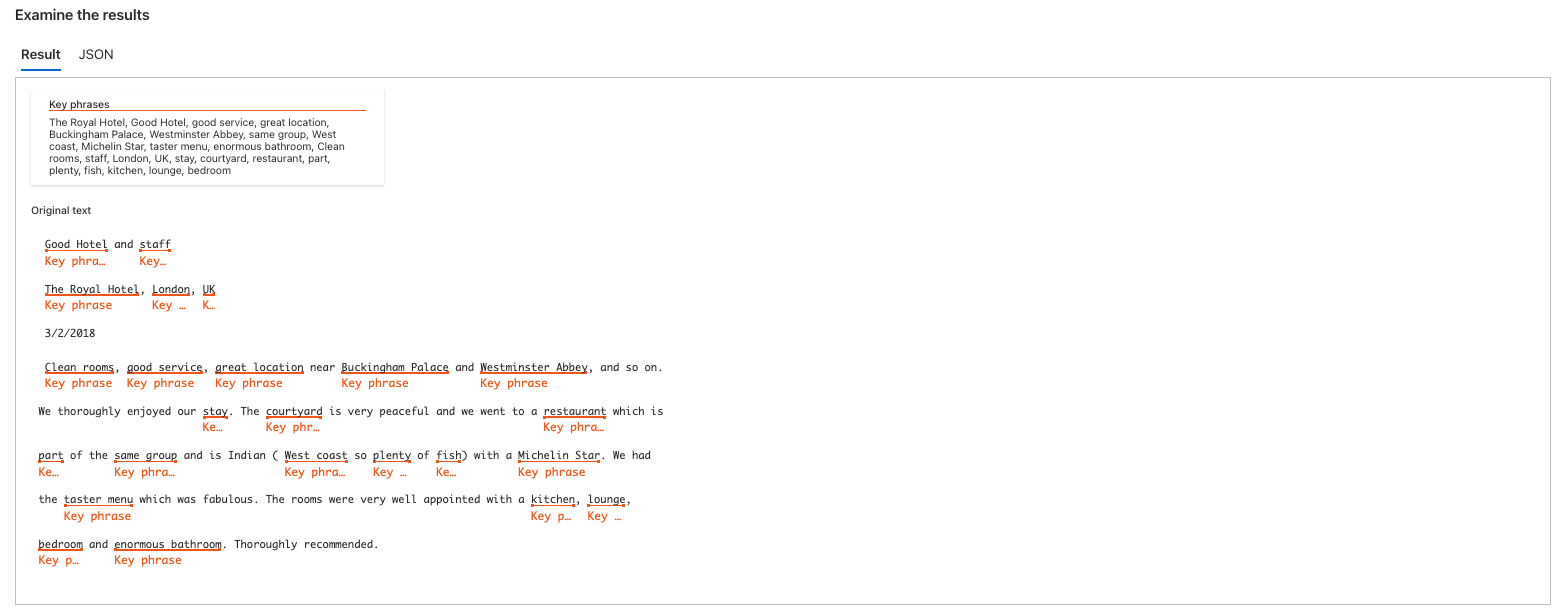 Examine the results
Result JSON
Key phrases
The Royal Hotel, Good Hotel, good service, great location,
Buckingham Palace, Westminster Abbey, same group, West
coast, Michelin Star, taster menu, enormous bathroom, Clean
rooms, staff, London, UK, stay, courtyard, restaurant, part,
plenty, fish, kitchen, lounge, bedroom
Original text
Good Hotel and staff
Key phra… Key…
The Royal Hotel, London, UK
Key phrase Key … K…
3/2/2018
Clean rooms, good service, great location near Buckingham Palace and Westminster Abbey, and so on.
Key phrase Key phrase Key phrase Key phrase Key phrase
We thoroughly enjoyed our stay. The courtyard is very peaceful and we went to a restaurant which is
Ke… Key phr… Key phra…
part of the same group and is Indian ( West coast so plenty of fish) with a Michelin Star. We had
Ke… Key phra… Key phra… Key … Ke… Key phrase
the taster menu which was fabulous. The rooms were very well appointed with a kitchen, lounge,
Key phrase Key p… Key …
bedroom and enormous bathroom. Thoroughly recommended.
Key p… Key phrase